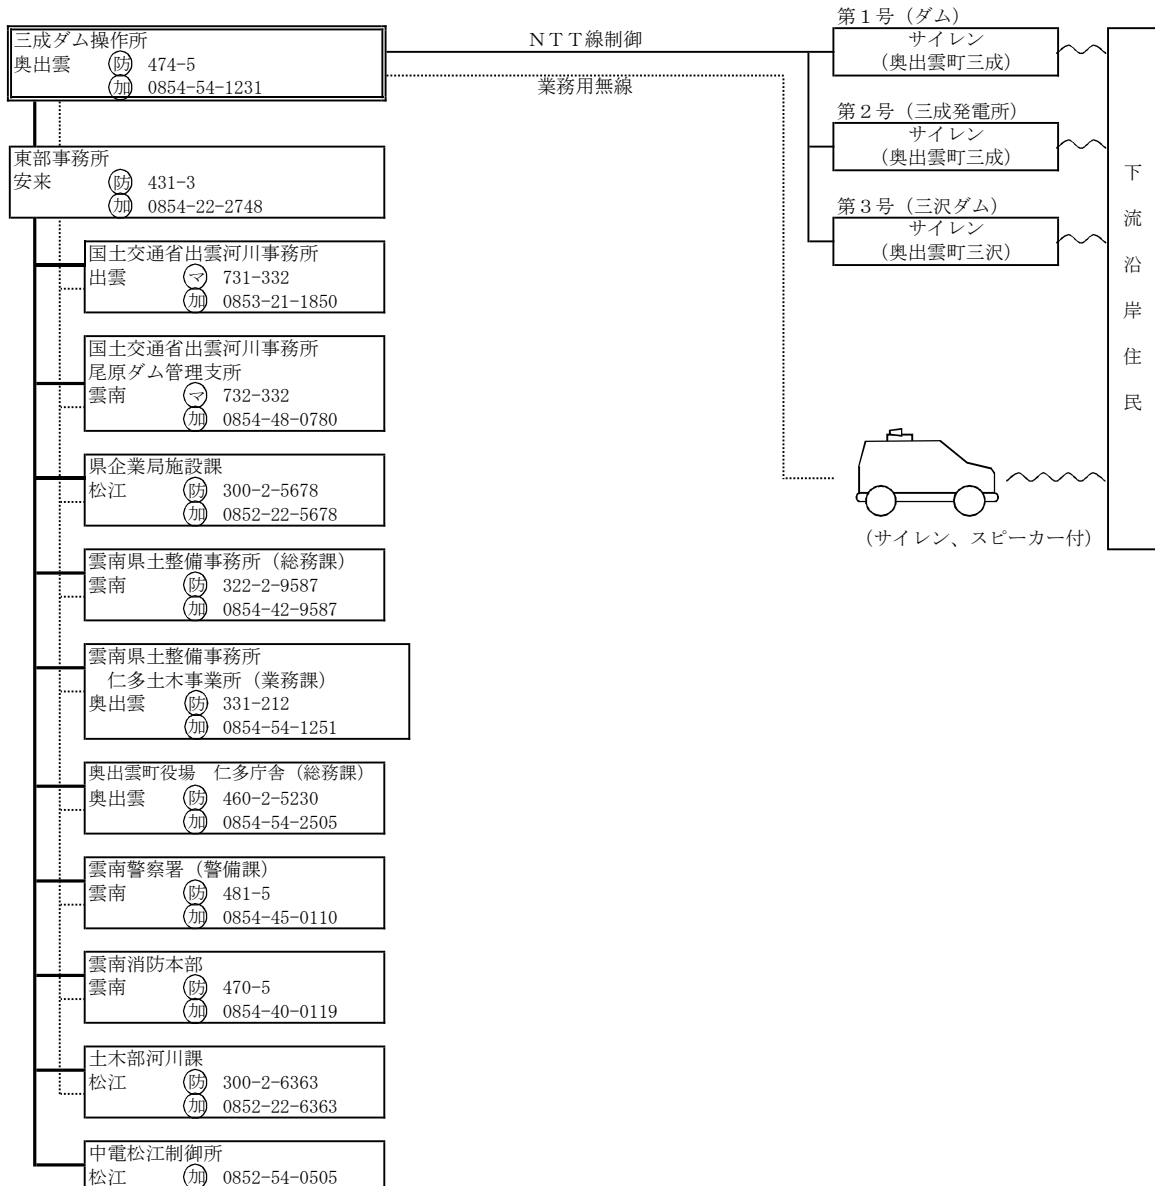 三成ダム操作所
奥出雲 防 474-5
加 0854-54-1231
東部事務所
安来 防 431-3
加 0854-22-2748
国土交通省出雲河川事務所
出雲 マ 731-332
加 0853-21-1850
国土交通省出雲河川事務所
尾原ダム管理支所
雲南 マ 732-332
加 0854-48-0780
県企業局施設課
松江 防 300-2-5678
加 0852-22-5678
雲南県土整備事務所（総務課）
雲南 防 322-2-9587
加 0854-42-9587
雲南県土整備事務所
仁多土木事業所（業務課）
奥出雲 防 331-212
加 0854-54-1251
奥出雲町役場　仁多庁舎（総務課）
奥出雲 防 460-2-5230
加 0854-54-2505
雲南警察署（警備課）
雲南 防 481-5
加 0854-45-0110
雲南消防本部
雲南 防 470-5
加 0854-40-0119
土木部河川課
松江 防 300-2-6363
加 0852-22-6363
中電松江制御所
松江 加 0852-54-0505
ＮＴＴ線制御
業務用無線
第１号（ダム）
サイレン
（奥出雲町三成）
第２号（三成発電所）
サイレン
（奥出雲町三成）
第３号（三沢ダム）
サイレン
（奥出雲町三沢）
（サイレン、スピーカー付）
下流沿岸住民